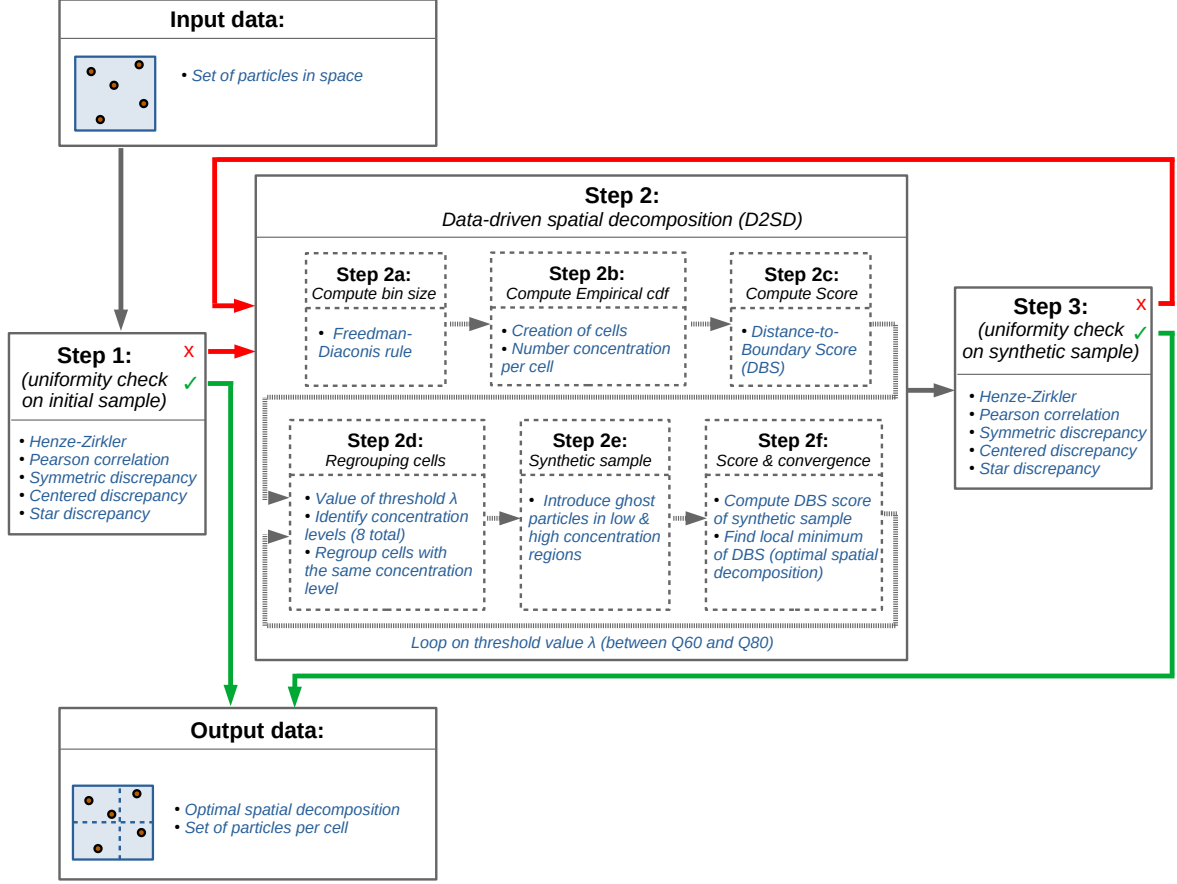 Input data:
• Set of particles in space
Step 1:
x
(uniformity check
✓
on initial sample)
• Henze-Zirkler
• Pearson correlation
• Symmetric discrepancy
• Centered discrepancy
• Star discrepancy
Step 2:
Data-driven spatial decomposition (D2SD)
Step 2a:
Compute bin size
• Freedman-
Diaconis rule
Step 2b:
Compute Empirical cdf
• Creation of cells
• Number concentration
per cell
Step 2c:
Compute Score
• Distance-to-
Boundary Score
(DBS)
Step 2d:
Regrouping cells
• Value of threshold λ
• Identify concentration
levels (8 total)
• Regroup cells with
the same concentration
level
Step 2e:
Synthetic sample
• Introduce ghost
particles in low &
high concentration
regions
Step 2f:
Score & convergence
• Compute DBS score
of synthetic sample
• Find local minimum
of DBS (optimal spatial
decomposition)
Loop on threshold value λ (between Q60 and Q80)
Step 3:
x
(uniformity check
✓
on synthetic sample)
• Henze-Zirkler
• Pearson correlation
• Symmetric discrepancy
• Centered discrepancy
• Star discrepancy
Output data:
• Optimal spatial decomposition
• Set of particles per cell